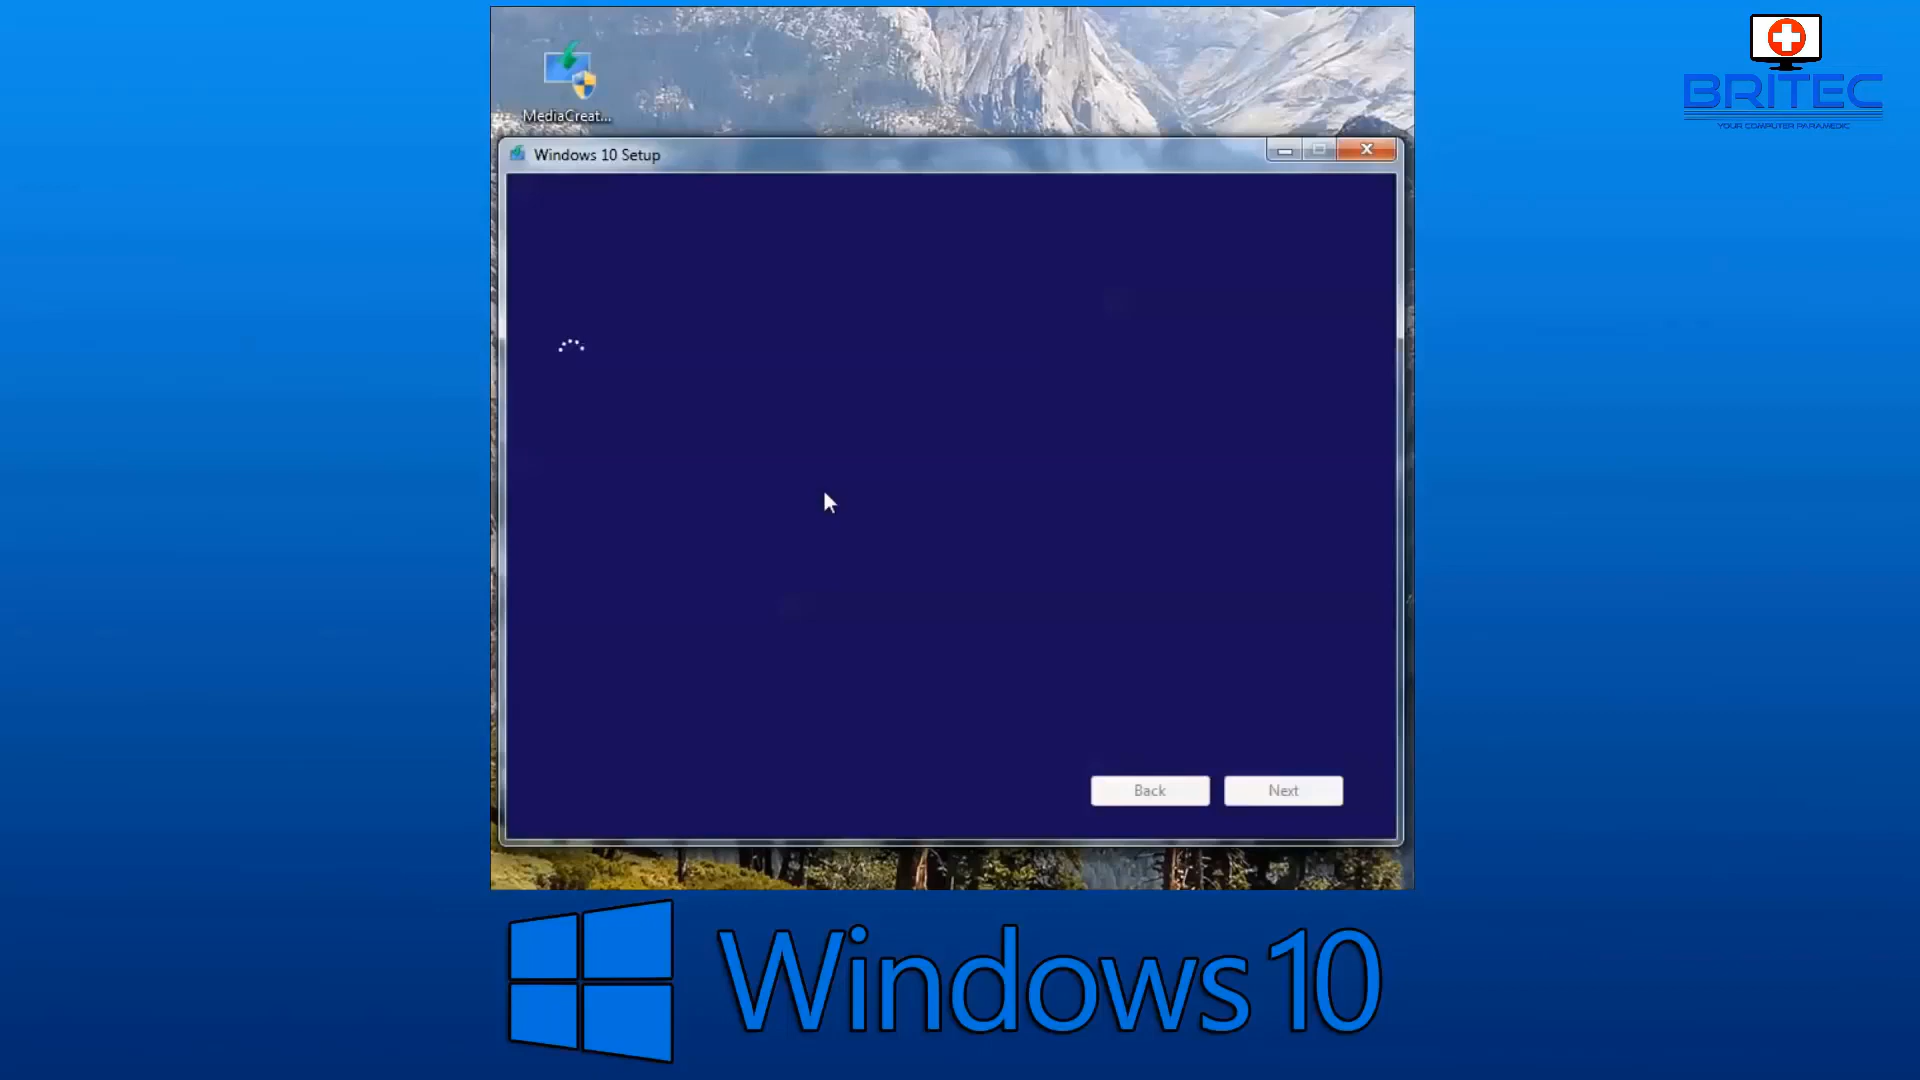 BRITEC
YOUR COMPUTER PARAMEDIC
MediaCreat...
Windows 10 Setup
Back
Next
Windows 10